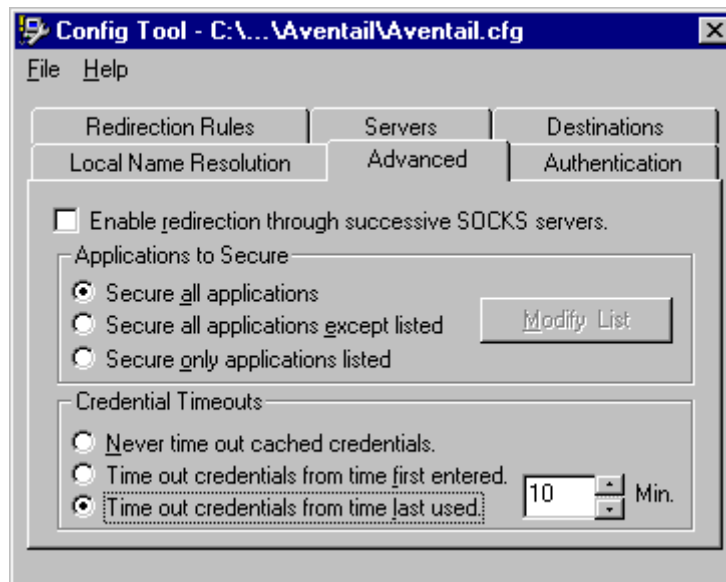 Config Tool - C:\...\Aventail\Aventail.cfg
File Help
Redirection Rules Servers Destinations
Local Name Resolution Advanced Authentication
Enable redirection through successive SOCKS servers.
Applications to Secure
Secure all applications
Secure all applications except listed
Modify List
Secure only applications listed
Credential Timeouts
Never time out cached credentials.
Time out credentials from time first entered.
10 Min.
Time out credentials from time last used.